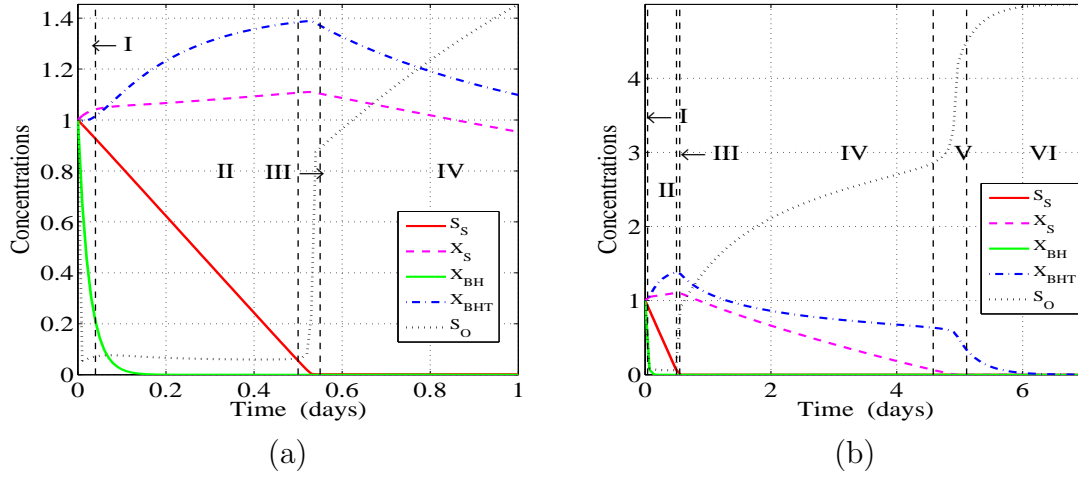 1.4
1.2
1
0.8
0.6
0.4
0.2
0
Concentrations
I
II
III
IV
S_S
X_S
X_BH
X_BHT
S_O
0
0.2
0.4
0.6
0.8
1
Time (days)
(a)
4
3
2
1
0
Concentrations
I
III
II
IV
V
VI
S_S
X_S
X_BH
X_BHT
S_O
0
2
4
6
Time (days)
(b)